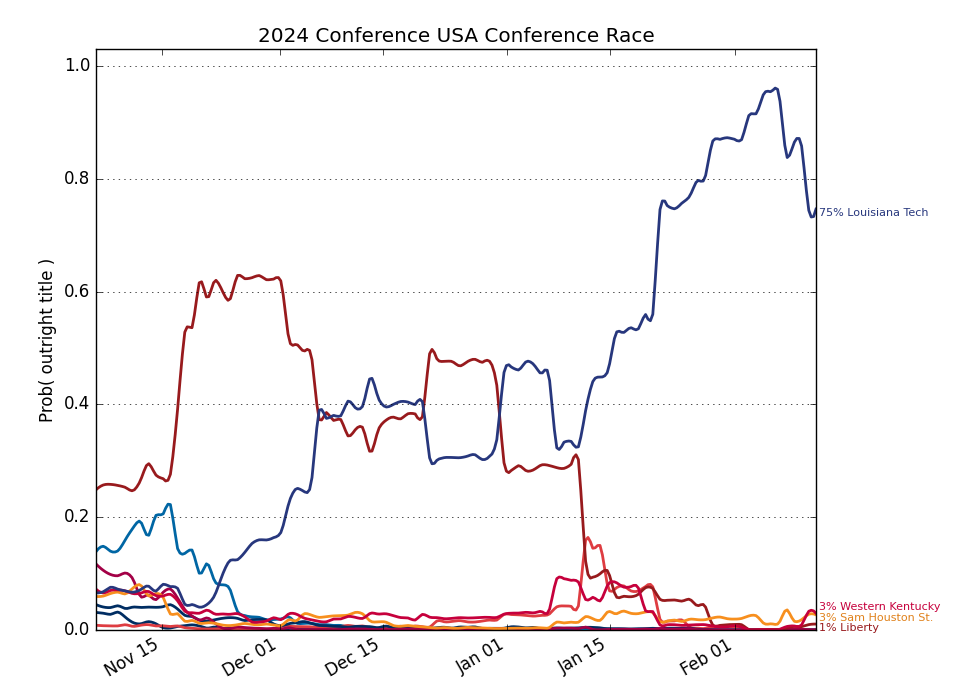 2024 Conference USA Conference Race
Prob( outright title )
1.0
0.8
0.6
0.4
0.2
0.0
Nov 15
Dec 01
Dec 15
Jan 01
Jan 15
Feb 01
75% Louisiana Tech
3% Western Kentucky
3% Sam Houston St.
1% Liberty